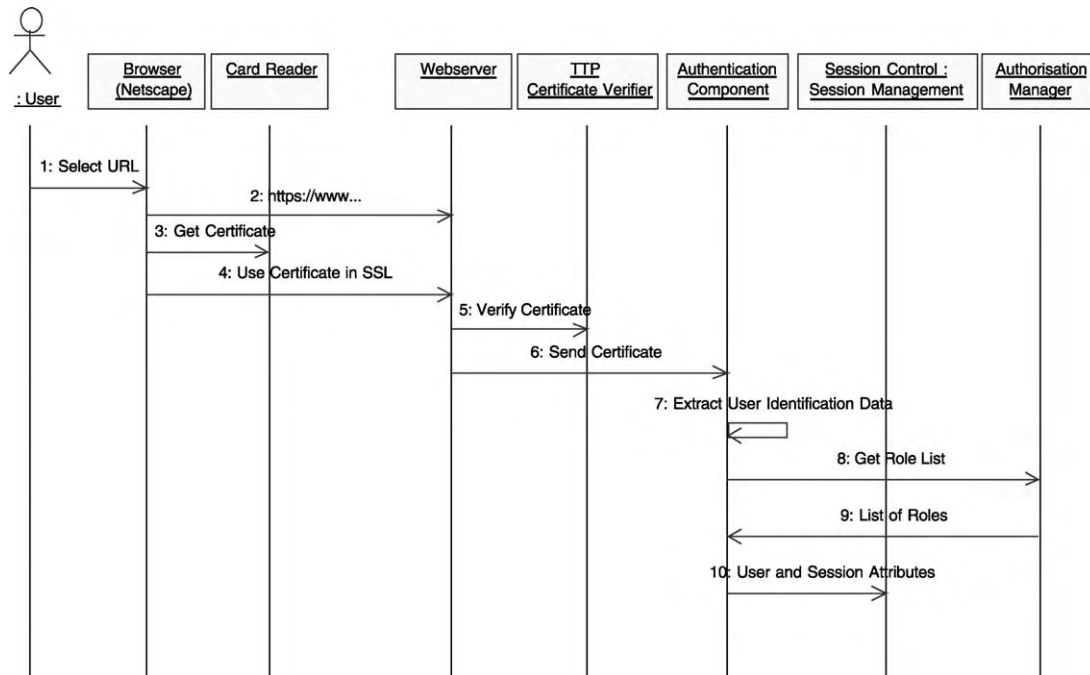 : User
Browser
(Netscape)
Card Reader
Webserver
TTP
Certificate Verifier
Authentication
Component
Session Control :
Session Management
Authorisation
Manager
1: Select URL
2: https://www...
3: Get Certificate
4: Use Certificate in SSL
5: Verify Certificate
6: Send Certificate
7: Extract User Identification Data
8: Get Role List
9: List of Roles
10: User and Session Attributes